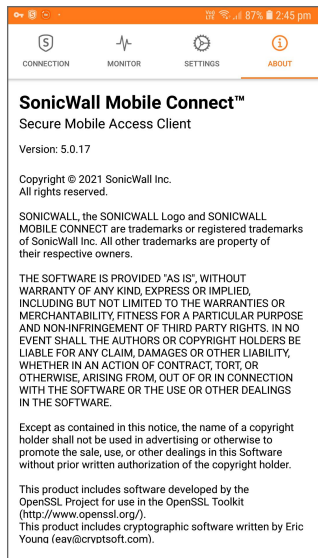 87% 2:45 pm
CONNECTION MONITOR SETTINGS ABOUT
SonicWall Mobile Connect™
Secure Mobile Access Client
Version: 5.0.17
Copyright © 2021 SonicWall Inc.
All rights reserved.
SONICWALL, the SONICWALL Logo and SONICWALL
MOBILE CONNECT are trademarks or registered trademarks
of SonicWall Inc. All other trademarks are property of
their respective owners.
THE SOFTWARE IS PROVIDED "AS IS", WITHOUT
WARRANTY OF ANY KIND, EXPRESS OR IMPLIED,
INCLUDING BUT NOT LIMITED TO THE WARRANTIES OR
MERCHANTABILITY, FITNESS FOR A PARTICULAR PURPOSE
AND NON-INFRINGEMENT OF THIRD PARTY RIGHTS. IN NO
EVENT SHALL THE AUTHORS OR COPYRIGHT HOLDERS BE
LIABLE FOR ANY CLAIM, DAMAGES OR OTHER LIABILITY,
WHETHER IN AN ACTION OF CONTRACT, TORT, OR
OTHERWISE, ARISING FROM, OUT OF OR IN CONNECTION
WITH THE SOFTWARE OR THE USE OR OTHER DEALINGS
IN THE SOFTWARE.
Except as contained in this notice, the name of a copyright
holder shall not be used in advertising or otherwise to
promote the sale, use, or other dealings in this Software
without prior written authorization of the copyright holder.
This product includes software developed by the
OpenSSL Project for use in the OpenSSL Toolkit
(http://www.openssl.org/).
This product includes cryptographic software written by Eric
Young (eay@cryptsoft.com).